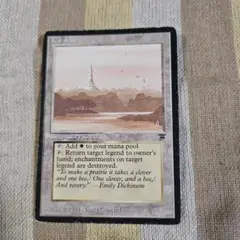 : Add to your mana pool
: Return target legend to owner's
hand; enchantments on target
legend are destroyed.
"To make a prairie it takes a clover
and one bee,/ One clover, and a bee,/
And revery." —Emily Dickinson